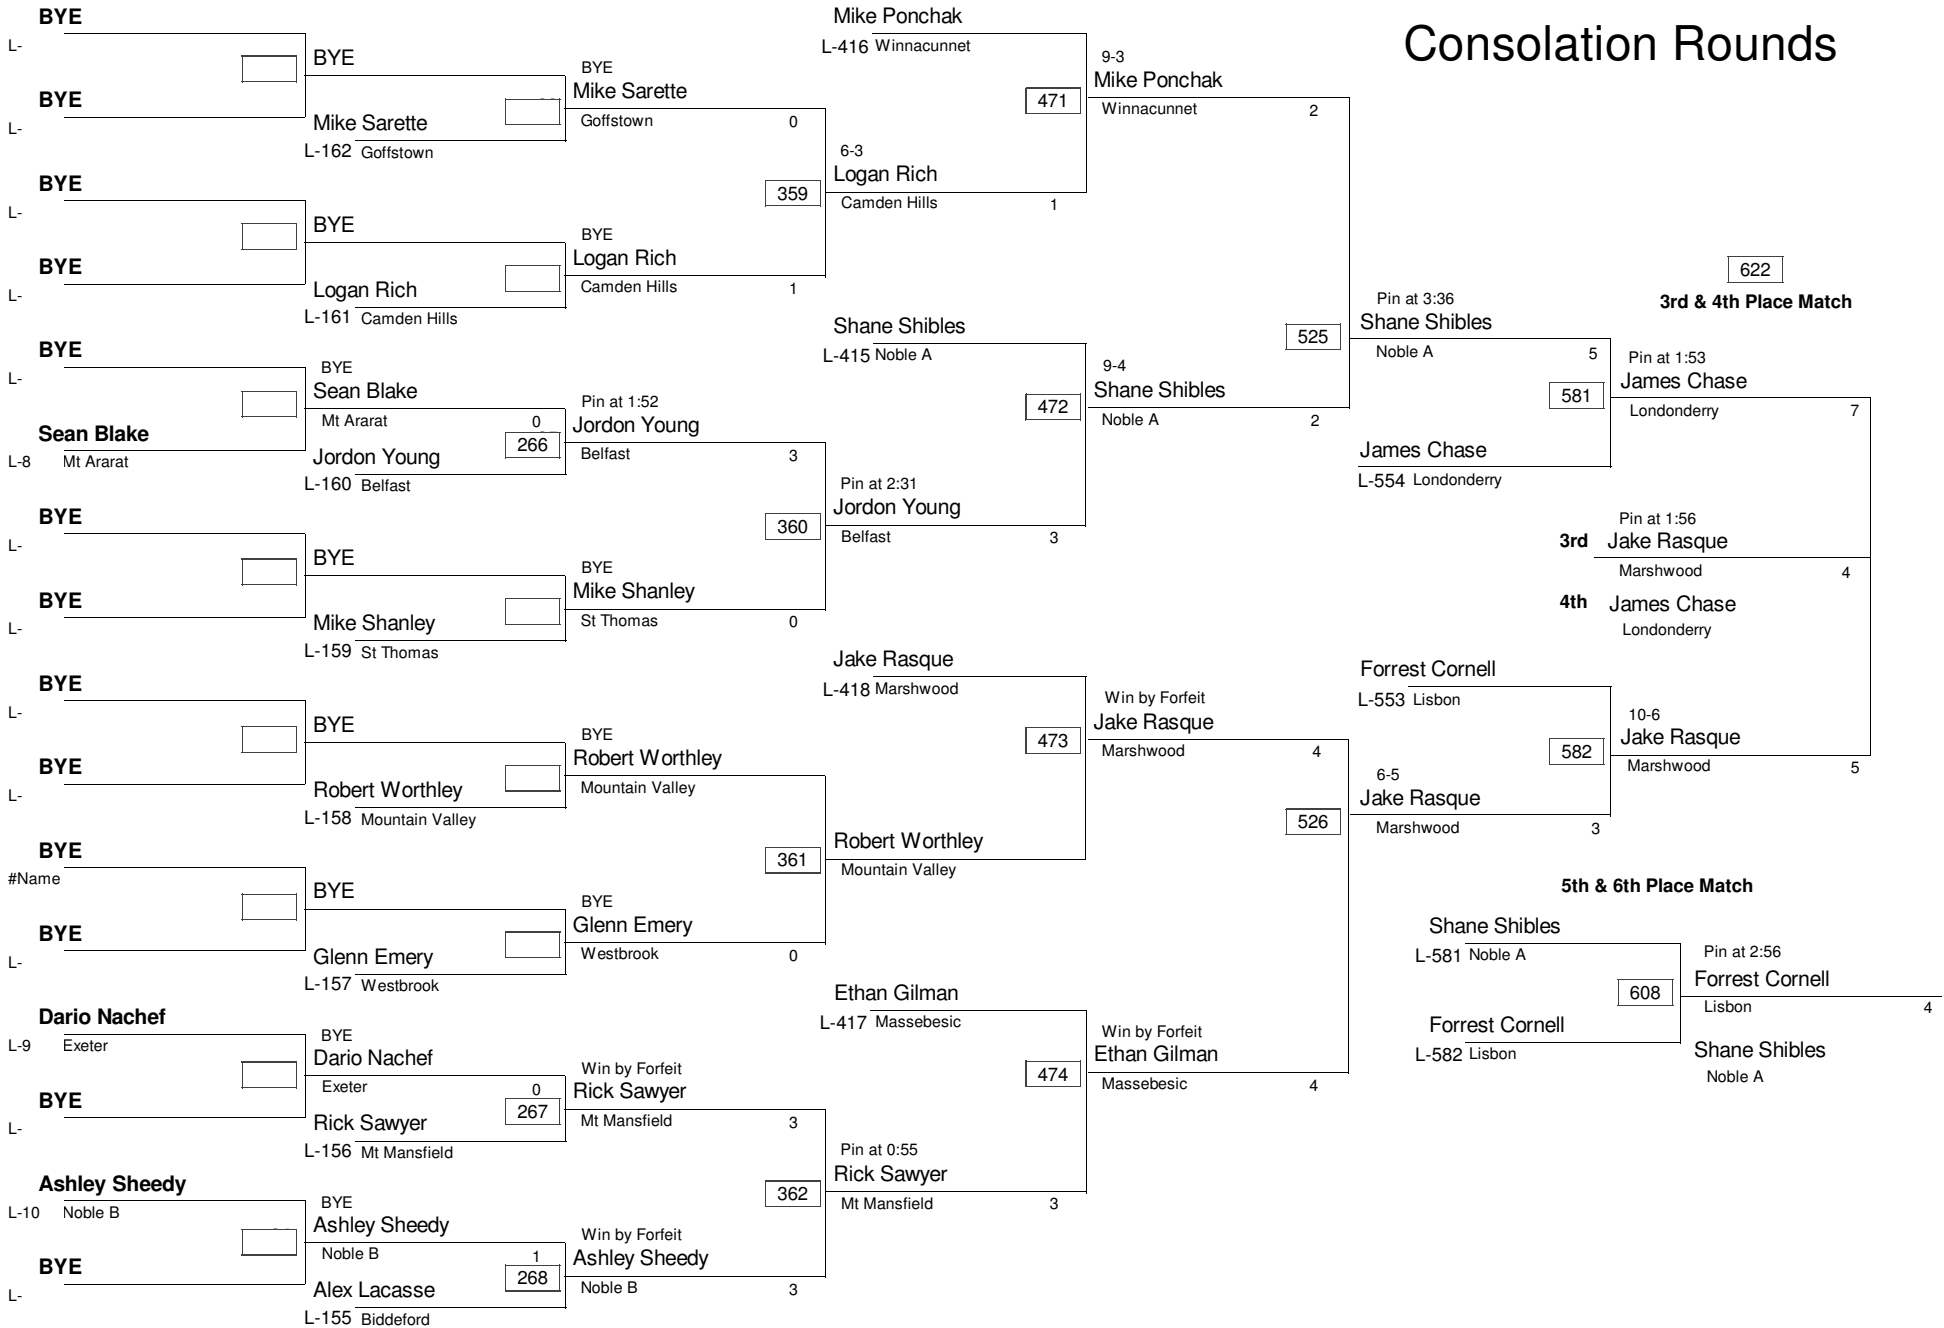 Consolation Rounds
BYE
L-
BYE
L-
BYE
L-
BYE
L-
BYE
L-
Sean Blake
L-8 Mt Ararat
BYE
L-
BYE
L-
BYE
L-
BYE
L-
BYE
#Name
BYE
L-
Dario Nachef
L-9 Exeter
BYE
L-
Ashley Sheedy
L-10 Noble B
BYE
L-
BYE
Mike Sarette
L-162 Goffstown
BYE
Logan Rich
L-161 Camden Hills
BYE
Sean Blake
Mt Ararat 0
266
Jordon Young
L-160 Belfast
BYE
Mike Shanley
L-159 St Thomas
BYE
Robert Worthley
L-158 Mountain Valley
BYE
Glenn Emery
L-157 Westbrook
BYE
Dario Nachef
Exeter 0
267
Rick Sawyer
L-156 Mt Mansfield
BYE
Ashley Sheedy
Noble B 1
268
Alex Lacasse
L-155 Biddeford
BYE
Mike Sarette
Goffstown 0
359
BYE
Logan Rich
Camden Hills 1
Pin at 1:52
Jordon Young
Belfast 3
360
BYE
Mike Shanley
St Thomas 0
BYE
Robert Worthley
Mountain Valley
361
BYE
Glenn Emery
Westbrook 0
Win by Forfeit
Rick Sawyer
Mt Mansfield 3
362
Win by Forfeit
Ashley Sheedy
Noble B 3
Mike Ponchak
L-416 Winnacunnet
471
6-3
Logan Rich
Camden Hills 1
Shane Shibles
L-415 Noble A
472
Pin at 2:31
Jordon Young
Belfast 3
Jake Rasque
L-418 Marshwood
473
Robert Worthley
Mountain Valley
Ethan Gilman
L-417 Massebesic
474
Pin at 0:55
Rick Sawyer
Mt Mansfield 3
9-3
Mike Ponchak
Winnacunnet 2
525
9-4
Shane Shibles
Noble A 2
Win by Forfeit
Jake Rasque
Marshwood 4
526
Win by Forfeit
Ethan Gilman
Massebesic 4
Pin at 3:36
Shane Shibles
Noble A 5
581
James Chase
L-554 Londonderry
Forrest Cornell
L-553 Lisbon
582
6-5
Jake Rasque
Marshwood 3
622
3rd & 4th Place Match
Pin at 1:53
James Chase
Londonderry 7
Pin at 1:56
3rd Jake Rasque
Marshwood 4
4th James Chase
Londonderry
10-6
Jake Rasque
Marshwood 5
5th & 6th Place Match
Shane Shibles
L-581 Noble A
608
Forrest Cornell
L-582 Lisbon
Pin at 2:56
Forrest Cornell
Lisbon 4
Shane Shibles
Noble A